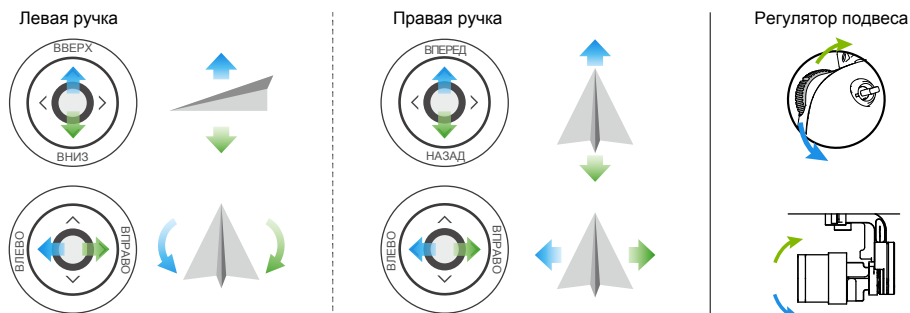 Левая ручка
ВВЕРХ
ВНИЗ
ВЛЕВО
ВПРАВО
Правая ручка
ВПЕРЕД
НАЗАД
ВЛЕВО
ВПРАВО
Регулятор подвеса